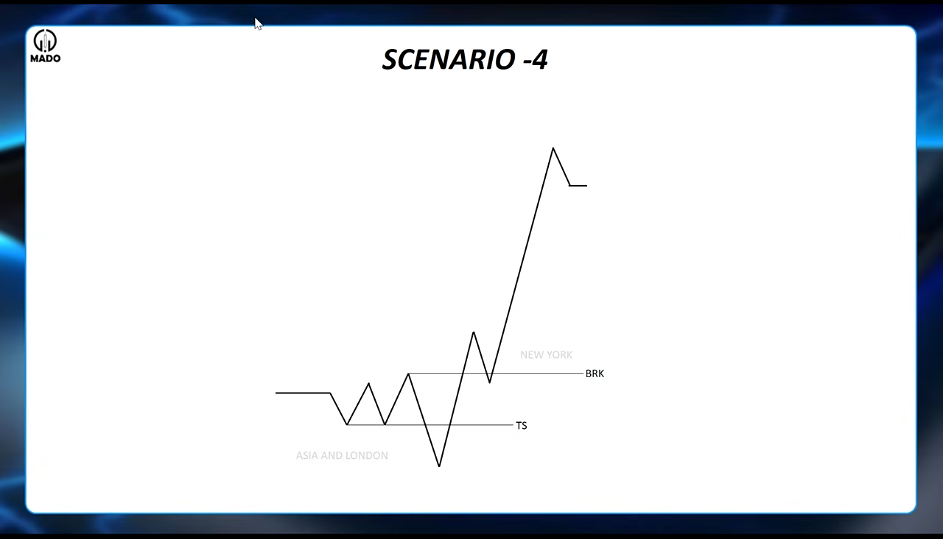 MADO
SCENARIO -4
NEW YORK
BRK
TS
ASIA AND LONDON